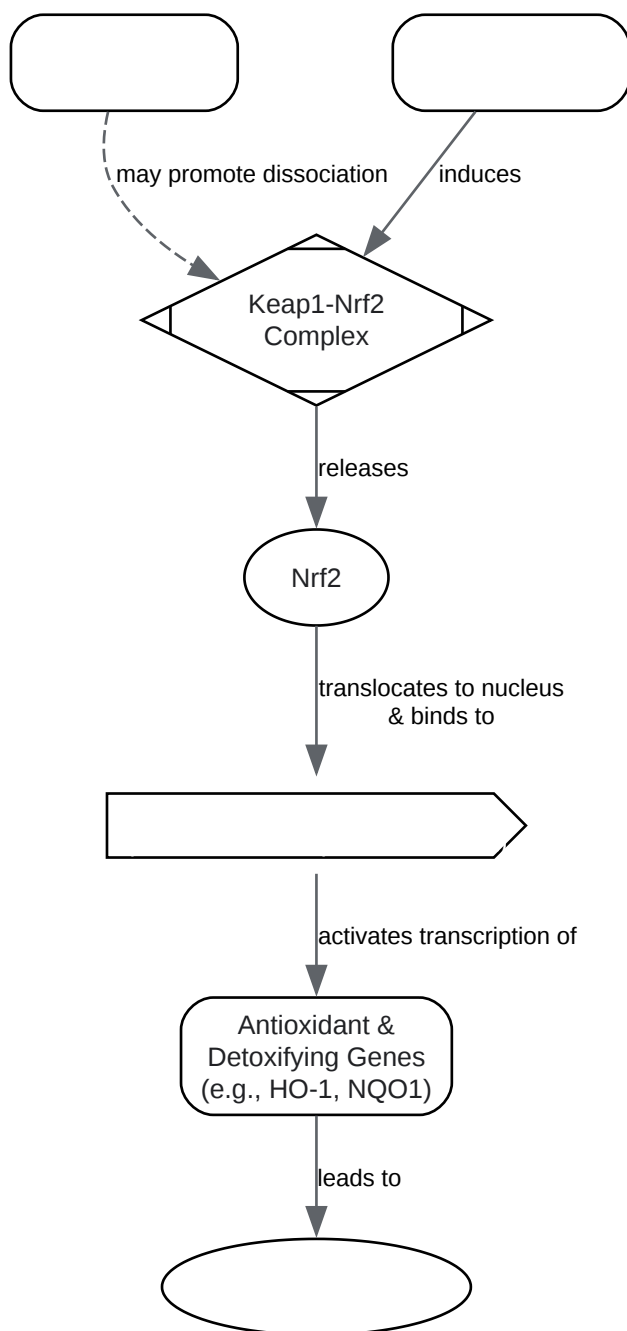 may promote dissociation
induces
Keap1-Nrf2
Complex
releases
Nrf2
translocates to nucleus
& binds to
activates transcription of
Antioxidant &
Detoxifying Genes
(e.g., HO-1, NQO1)
leads to